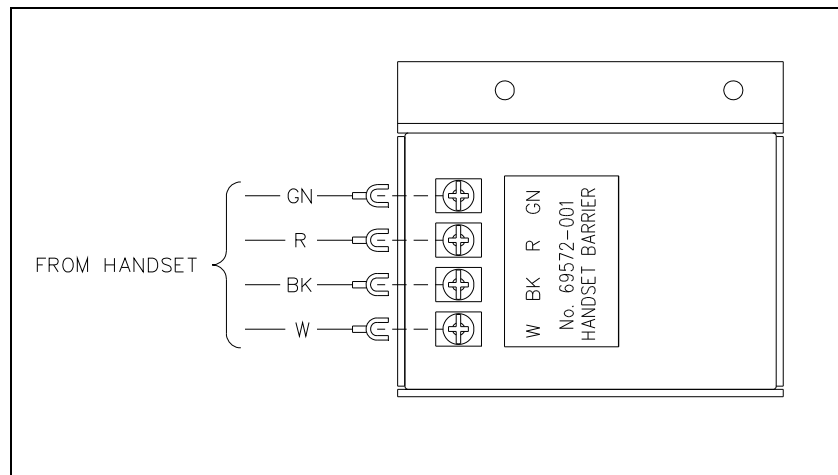 GN
R
FROM HANDSET
BK
W
W BK R GN
No. 69572-001
HANDSET BARRIER